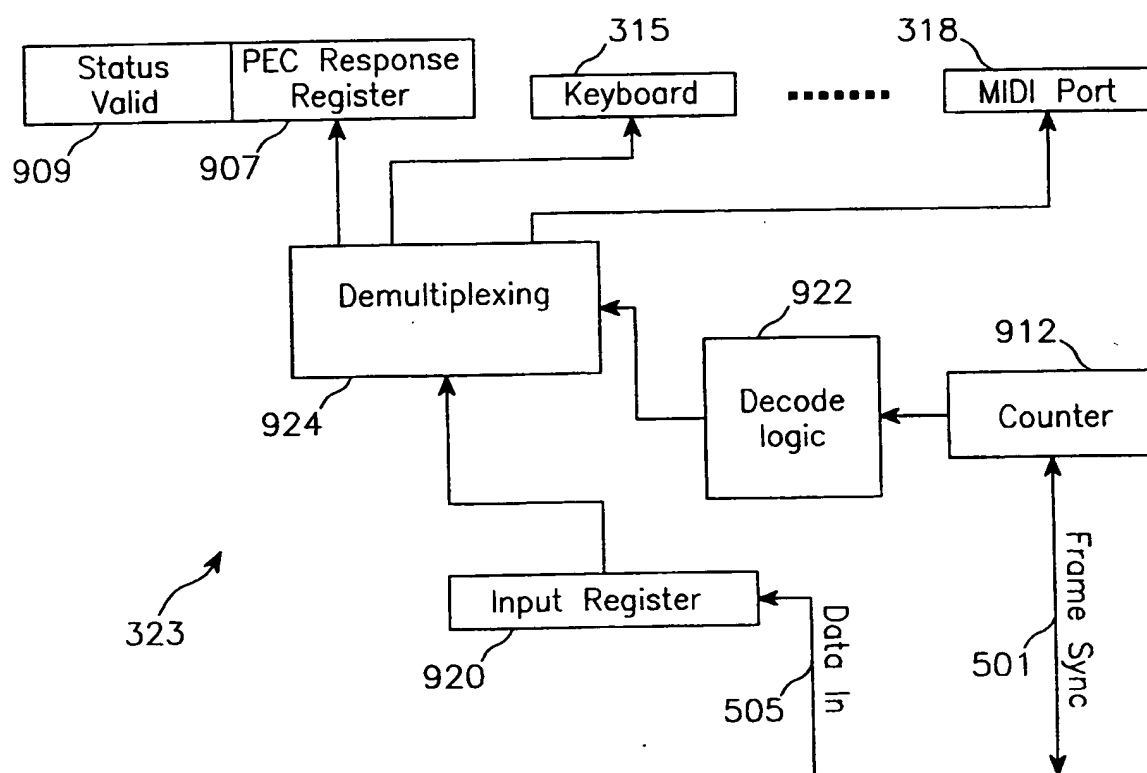 315
318
Status
Valid
PEC Response
Register
Keyboard
MIDI Port
909
907
Demultiplexing
922
912
924
Decode
logic
Counter
Input Register
323
920
505
Data In
501
Frame Sync